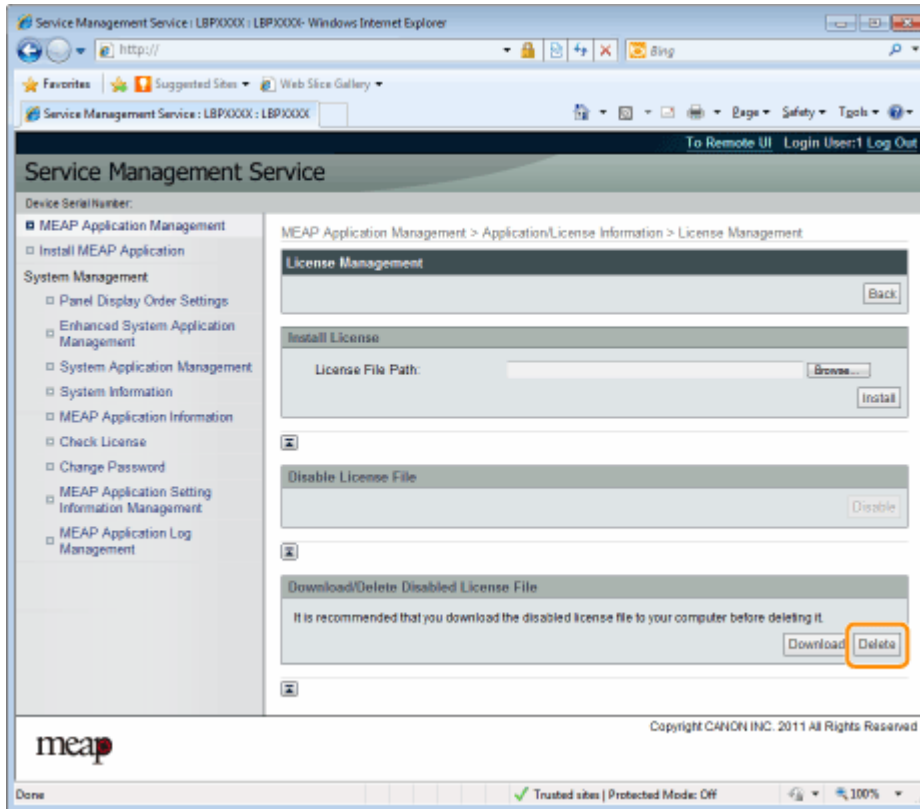 Service Management Service : LBPXXXX : LBPXXXX- Windows Internet Explorer
http://
Bing
Favorites Suggested Sites Web Slice Gallery
Service Management Service : LBPXXXX : LBPXXXX
Page Safety Tools
To Remote UI Login User:1 Log Out
Service Management Service
Device Serial Number:
MEAP Application Management
Install MEAP Application
System Management
Panel Display Order Settings
Enhanced System Application
Management
System Application Management
System Information
MEAP Application Information
Check License
Change Password
MEAP Application Setting
Information Management
MEAP Application Log
Management
MEAP Application Management > Application/License Information > License Management
License Management
Back
Install License
License File Path:
Browse...
Install
Disable License File
Disable
Download/Delete Disabled License File
It is recommended that you download the disabled license file to your computer before deleting it.
Download Delete
Copyright CANON INC. 2011 All Rights Reserved
meap
Done
Trusted sites | Protected Mode: Off
100%